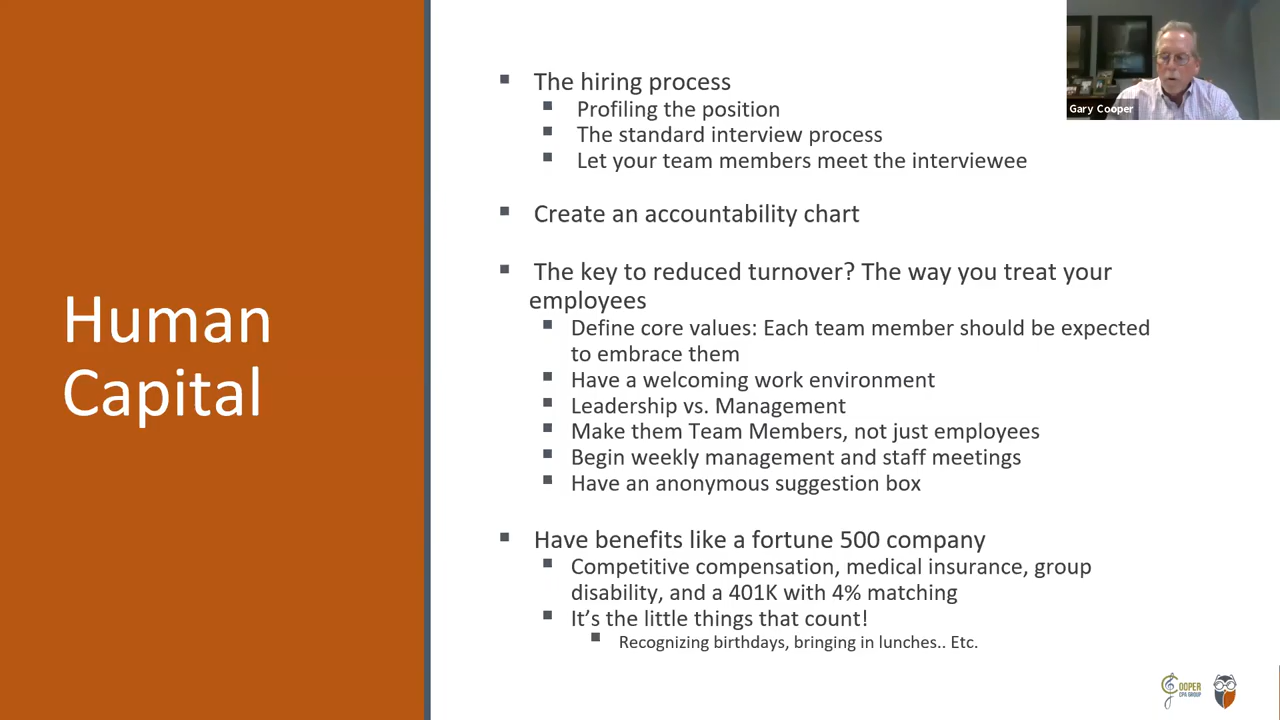 Human
Capital
The hiring process
Profiling the position
The standard interview process
Let your team members meet the interviewee
Create an accountability chart
The key to reduced turnover? The way you treat your
employees
Define core values: Each team member should be expected
to embrace them
Have a welcoming work environment
Leadership vs. Management
Make them Team Members, not just employees
Begin weekly management and staff meetings
Have an anonymous suggestion box
Have benefits like a fortune 500 company
Competitive compensation, medical insurance, group
disability, and a 401K with 4% matching
It's the little things that count!
Recognizing birthdays, bringing in lunches.. Etc.
Gary Cooper
COOPER
CPA GROUP